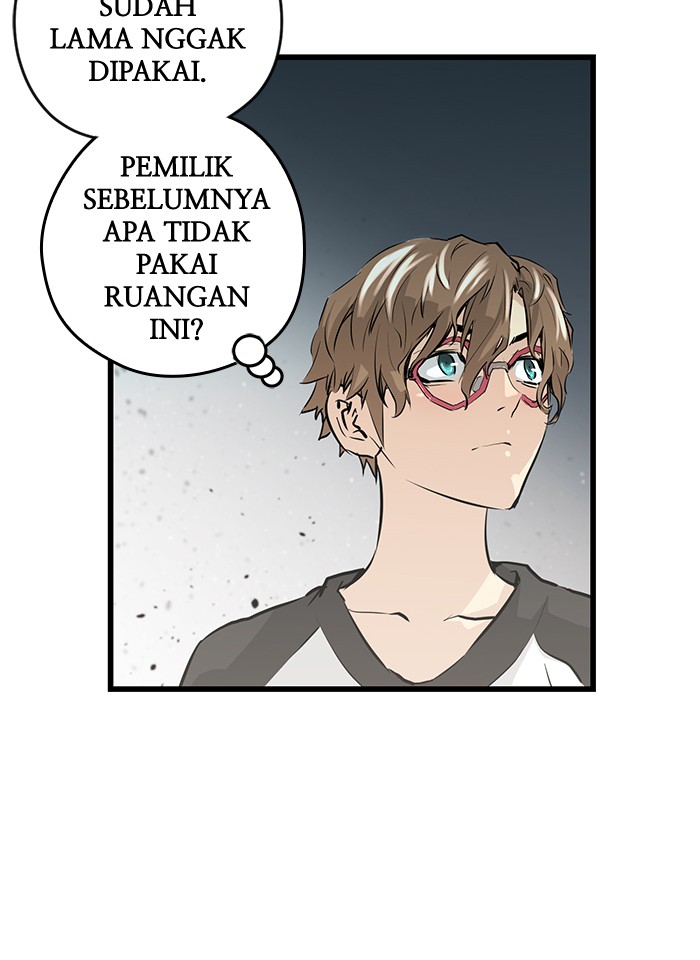 SUDAH
LAMA NGGAK
DIPAKAI.
PEMILIK
SEBELUMNYA
APA TIDAK
PAKAI
RUANGAN
INI?